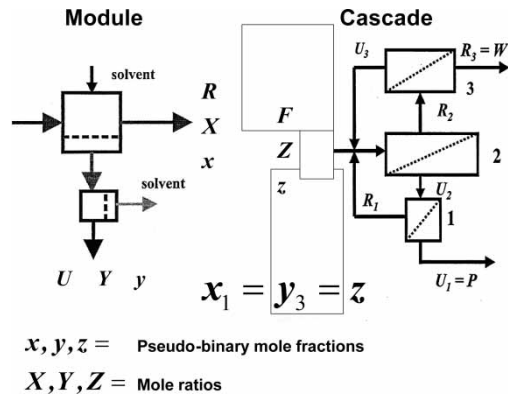 Module
Cascade
solvent
R
X
x
solvent
U Y y
F
Z
z
U3
R3 = W
3
R2
2
U2
R1
1
U1 = P
x1 = y3 = z
x, y, z = Pseudo-binary mole fractions
X, Y, Z = Mole ratios